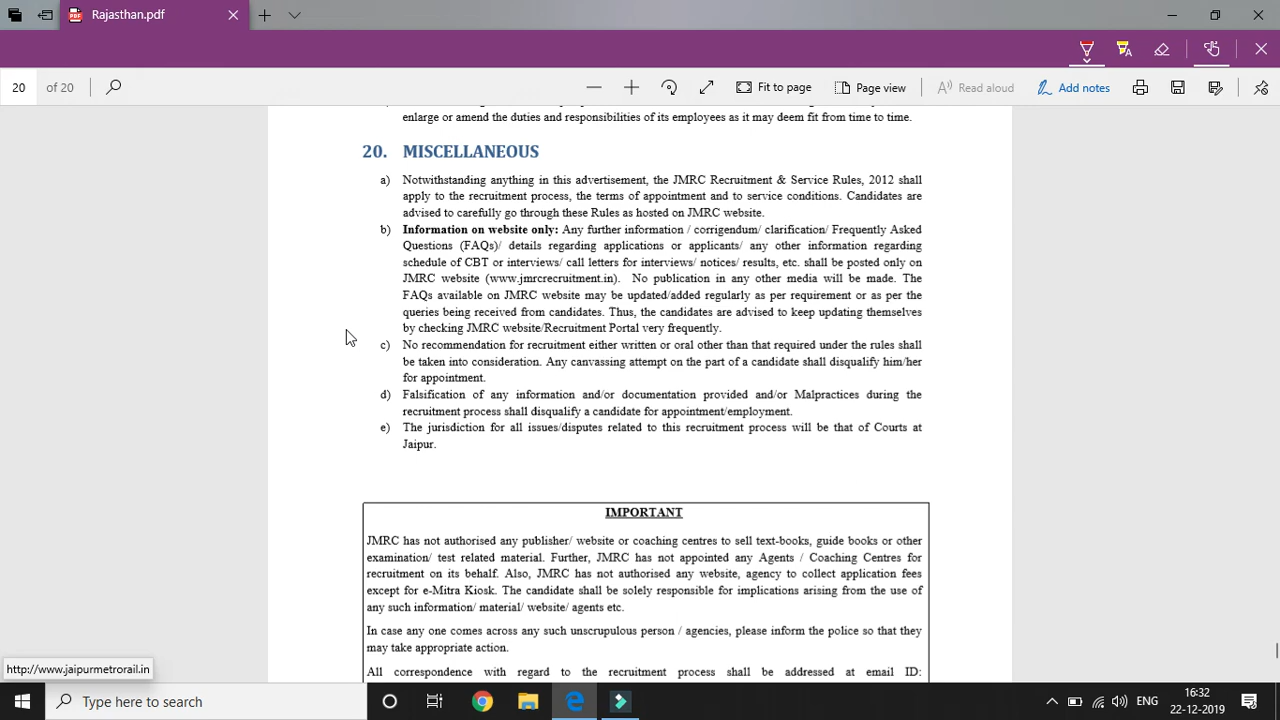 Rajasthan.pdf
20 of 20
Fit to page
Page view
Read aloud
Add notes
enlarge or amend the duties and responsibilities of its employees as it may deem fit from time to time.
20. MISCELLANEOUS
a) Notwithstanding anything in this advertisement, the JMRC Recruitment & Service Rules, 2012 shall
apply to the recruitment process, the terms of appointment and to service conditions. Candidates are
advised to carefully go through these Rules as hosted on JMRC website.
b) Information on website only: Any further information / corrigendum/ clarification/ Frequently Asked
Questions (FAQs)/ details regarding applications or applicants/ any other information regarding
schedule of CBT or interviews/ call letters for interviews/ notices/ results, etc. shall be posted only on
JMRC website (www.jmrcrecruitment.in). No publication in any other media will be made. The
FAQs available on JMRC website may be updated/added regularly as per requirement or as per the
queries being received from candidates. Thus, the candidates are advised to keep updating themselves
by checking JMRC website/Recruitment Portal very frequently.
c) No recommendation for recruitment either written or oral other than that required under the rules shall
be taken into consideration. Any canvassing attempt on the part of a candidate shall disqualify him/her
for appointment.
d) Falsification of any information and/or documentation provided and/or Malpractices during the
recruitment process shall disqualify a candidate for appointment/employment.
e) The jurisdiction for all issues/disputes related to this recruitment process will be that of Courts at
Jaipur.
IMPORTANT
JMRC has not authorised any publisher/ website or coaching centres to sell text-books, guide books or other
examination/ test related material. Further, JMRC has not appointed any Agents / Coaching Centres for
recruitment on its behalf. Also, JMRC has not authorised any website, agency to collect application fees
except for e-Mitra Kiosk. The candidate shall be solely responsible for implications arising from the use of
any such information/ material/ website/ agents etc.
In case any one comes across any such unscrupulous person / agencies, please inform the police so that they
may take appropriate action.
All correspondence with regard to the recruitment process shall be addressed at email ID:
http://www.jaipurmetrorail.in
Type here to search
ENG
16:32
22-12-2019